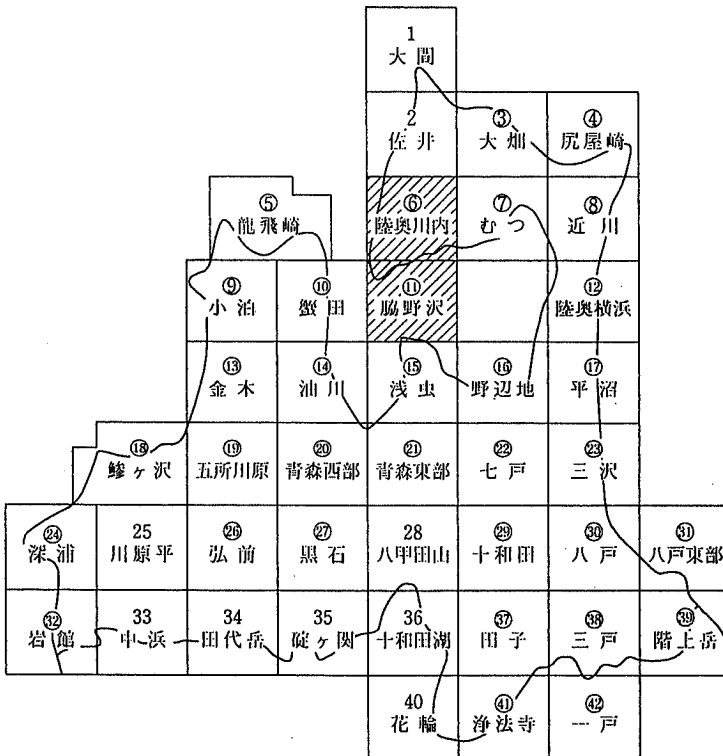 1
大間
2
佐井
③
大畑
④
尻屋崎
⑤
龍飛崎
⑥
陸奥川内
⑦
むつ
⑧
近川
⑨
小泊
⑩
蟹田
⑪
脇野沢
⑫
陸奥横浜
⑬
金木
⑭
油川
⑮
浅虫
⑯
野辺地
⑰
平沼
⑱
鰺ヶ沢
⑲
五所川原
⑳
青森西部
㉑
青森東部
㉒
七戸
㉓
三沢
㉔
深浦
25
川原平
㉖
弘前
㉗
黒石
28
八甲田山
㉙
十和田
㉚
八戸
㉛
八戸東部
㉜
岩館
33
中浜
34
田代岳
35
碇ヶ関
36
十和田湖
㊲
田子
㊳
三戸
㊴
階上岳
40
花輪
㊶
浄法寺
㊷
一戸